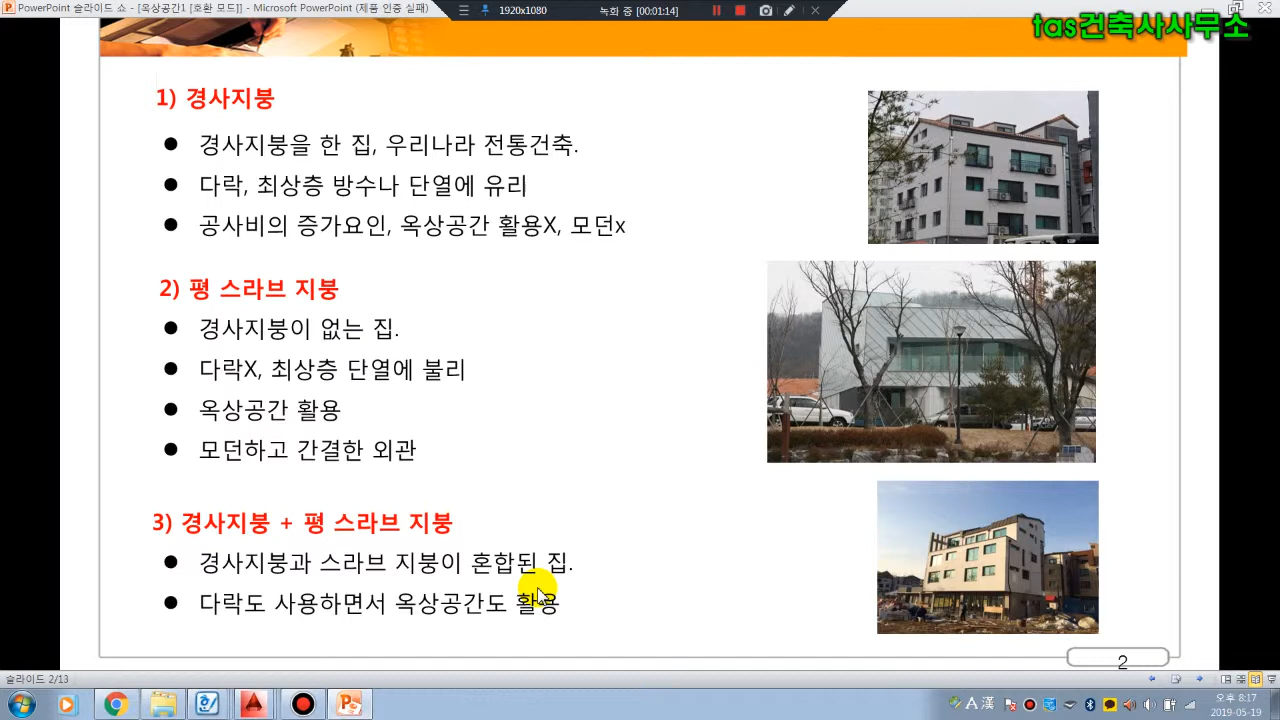 PowerPoint 슬라이드 쇼 - [옥상공간1 [호환 모드]] - Microsoft PowerPoint (제품 인증 실패)
1920x1080
녹화 중 [00:01:14]
tas건축사사무소
1) 경사지붕
● 경사지붕을 한 집, 우리나라 전통건축.
● 다락, 최상층 방수나 단열에 유리
● 공사비의 증가요인, 옥상공간 활용X, 모던x
2) 평 스라브 지붕
● 경사지붕이 없는 집.
● 다락X, 최상층 단열에 불리
● 옥상공간 활용
● 모던하고 간결한 외관
3) 경사지붕 + 평 스라브 지붕
● 경사지붕과 스라브 지붕이 혼합된 집.
● 다락도 사용하면서 옥상공간도 활용
2
슬라이드 2/13
A 漢
오후 8:17
2019-05-19